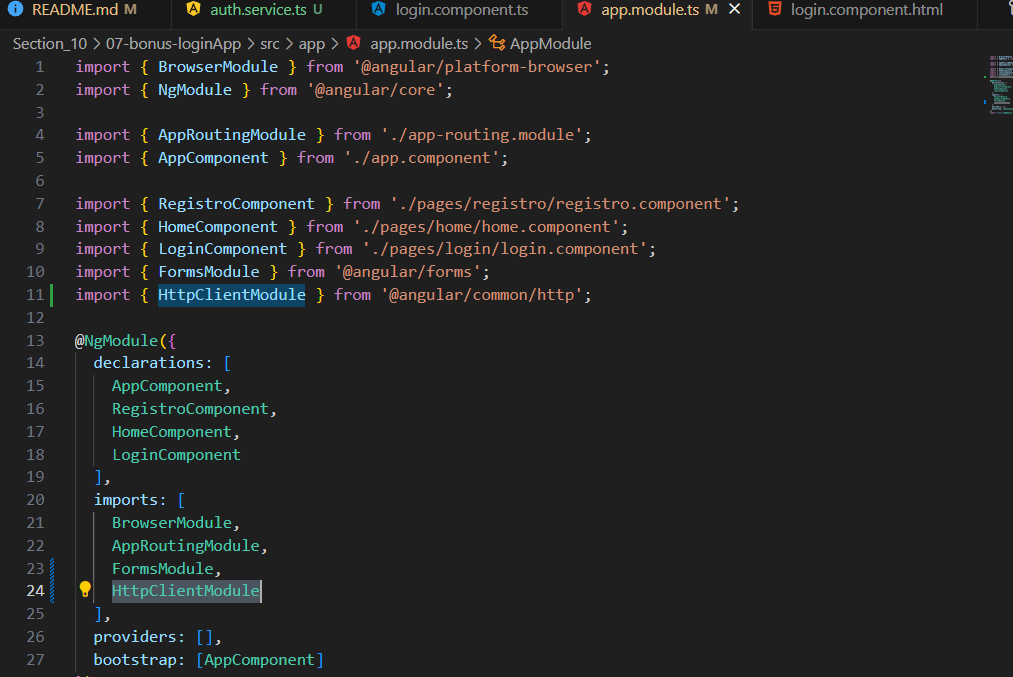 README.md M auth.service.ts U login.component.ts app.module.ts M login.component.html
Section_10 > 07-bonus-loginApp > src > app > app.module.ts > AppModule
1 import { BrowserModule } from '@angular/platform-browser';
2 import { NgModule } from '@angular/core';
3
4 import { AppRoutingModule } from './app-routing.module';
5 import { AppComponent } from './app.component';
6
7 import { RegistroComponent } from './pages/registro/registro.component';
8 import { HomeComponent } from './pages/home/home.component';
9 import { LoginComponent } from './pages/login/login.component';
10 import { FormsModule } from '@angular/forms';
11 import { HttpClientModule } from '@angular/common/http';
12
13 @NgModule({
14 declarations: [
15 AppComponent,
16 RegistroComponent,
17 HomeComponent,
18 LoginComponent
19 ],
20 imports: [
21 BrowserModule,
22 AppRoutingModule,
23 FormsModule,
24 HttpClientModule
25 ],
26 providers: [],
27 bootstrap: [AppComponent]